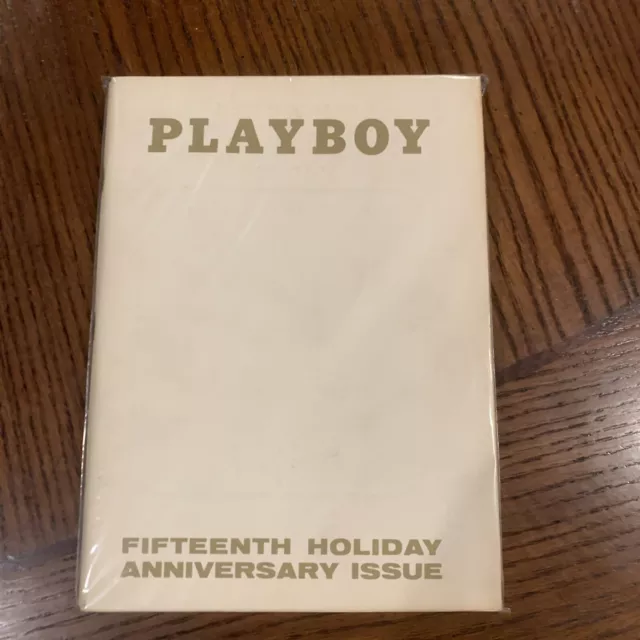 PLAYBOY
FIFTEENTH HOLIDAY
ANNIVERSARY ISSUE